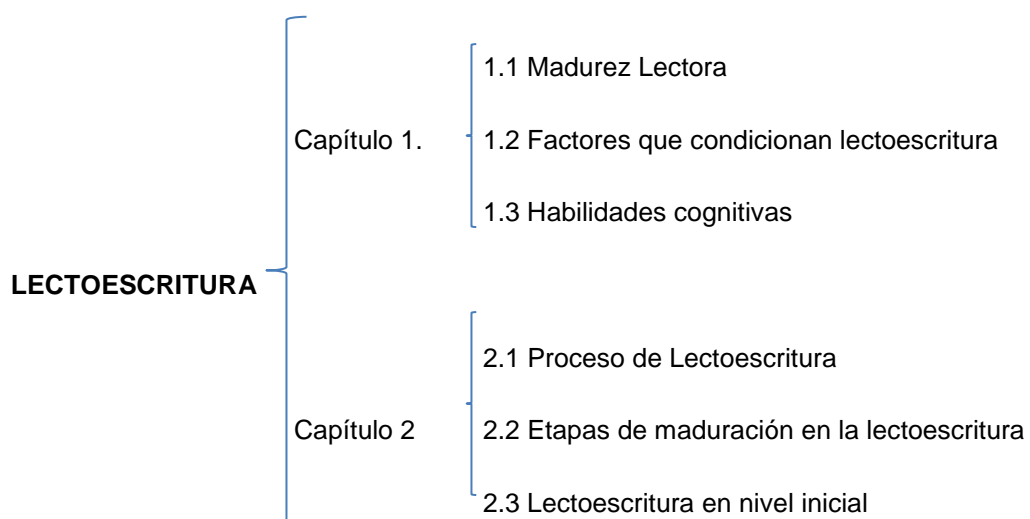 1.1 Madurez Lectora
Capítulo 1.
1.2 Factores que condicionan lectoescritura
1.3 Habilidades cognitivas
LECTOESCRITURA
2.1 Proceso de Lectoescritura
Capítulo 2
2.2 Etapas de maduración en la lectoescritura
2.3 Lectoescritura en nivel inicial